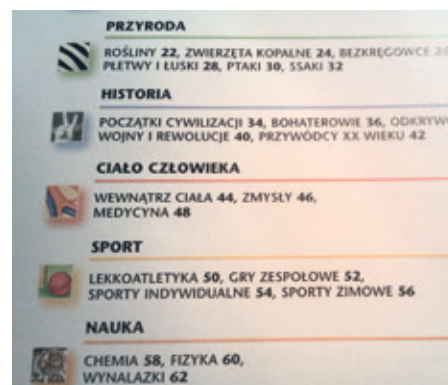 PRZYRODA
ROŚLINY 22, ZWIERZĘTA KOPALNE 24, BEZKRĘGOWCE
PŁETWY I ŁUSKI 28, PTAKI 30, SSAKI 32
HISTORIA
POCZĄTKI CYWILIZACJI 34, BOHATEROWIE 36, ODKRYW
WOJNY I REWOLUCJE 40, PRZYWÓDCY XX WIEKU 42
CIAŁO CZŁOWIEKA
WEWNĄTRZ CIAŁA 44, ZMYSŁY 46,
MEDYCYNA 48
SPORT
LEKKOATLETYKA 50, GRY ZESPOŁOWE 52,
SPORTY INDYWIDUALNE 54, SPORTY ZIMOWE 56
NAUKA
CHEMIA 58, FIZYKA 60,
WYNALAZKI 62